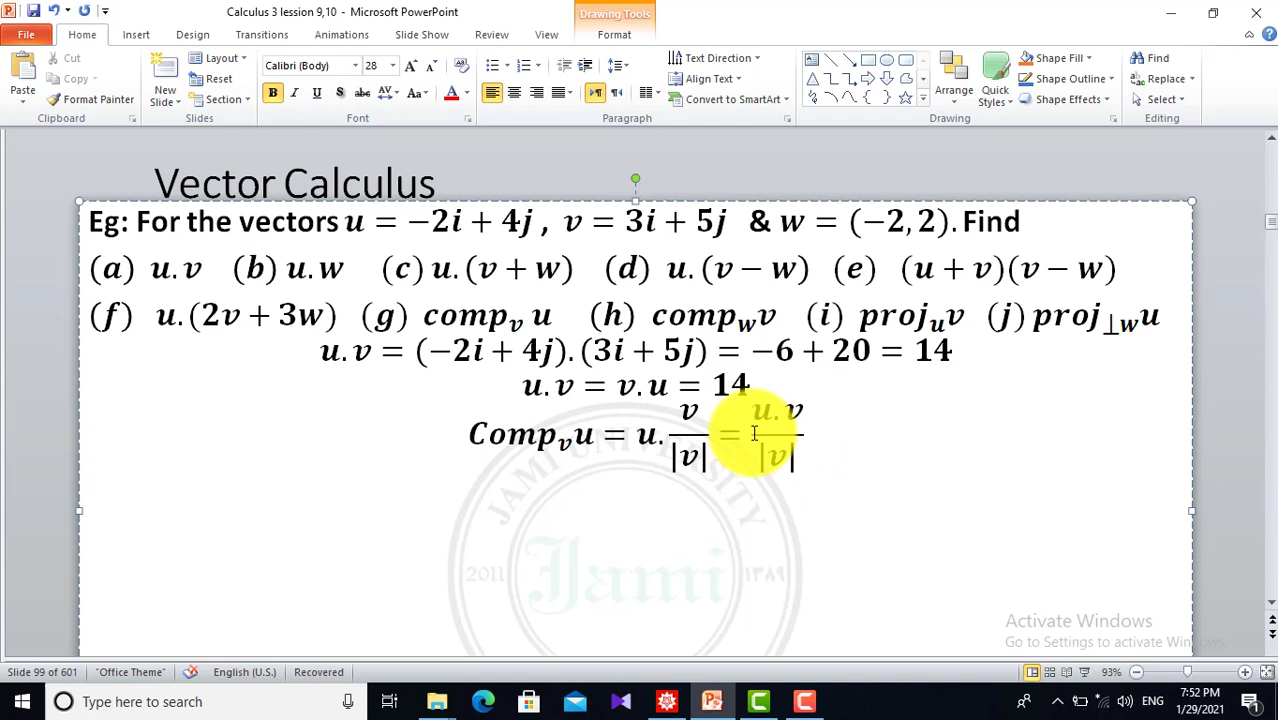 Calculus 3 lession 9,10 - Microsoft PowerPoint
Drawing Tools
File Home Insert Design Transitions Animations Slide Show Review View Format
Paste
Cut
Copy
Format Painter
Clipboard
New Slide
Layout
Reset
Section
Slides
Calibri (Body) 28
Font
Text Direction
Align Text
Convert to SmartArt
Paragraph
Arrange
Quick Styles
Shape Fill
Shape Outline
Shape Effects
Drawing
Find
Replace
Select
Editing
Vector Calculus
Eg: For the vectors u = −2i + 4j , v = 3i + 5j & w = (−2, 2). Find
(a) u.v (b) u.w (c) u.(v + w) (d) u.(v − w) (e) (u + v)(v − w)
(f) u.(2v + 3w) (g) comp_v u (h) comp_w v (i) proj_u v (j) proj_⊥w u
u.v = (−2i + 4j).(3i + 5j) = −6 + 20 = 14
u.v = v.u = 14
Comp_v u = u. v/|v| = u.v/|v|
JAMI UNIVERSITY
2011 Jami ١٣٨٩
Activate Windows
Go to Settings to activate Windows.
Slide 99 of 601 "Office Theme" English (U.S.) Recovered 93%
Type here to search
ENG
7:52 PM
1/29/2021